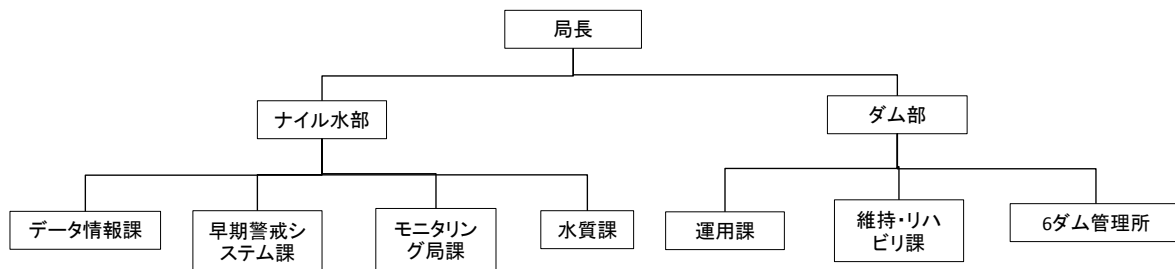 局長
ナイル水部
ダム部
データ情報課
早期警戒シ
ステム課
モニタリン
グ局課
水質課
運用課
維持・リハ
ビリ課
6ダム管理所